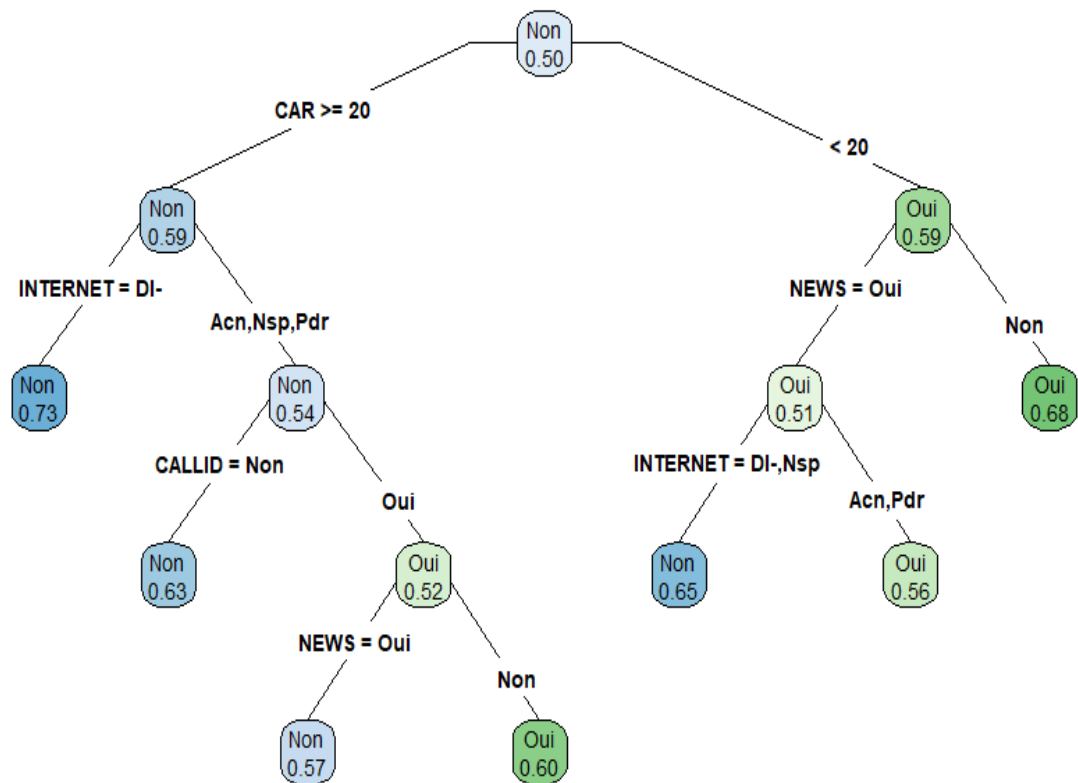 Non
0.50
CAR >= 20
< 20
Non
0.59
Oui
0.59
INTERNET = DI-
Acn,Nsp,Pdr
NEWS = Oui
Non
Non
0.73
Non
0.54
Oui
0.51
Oui
0.68
CALLID = Non
Oui
INTERNET = DI-,Nsp
Acn,Pdr
Non
0.63
Oui
0.52
Non
0.65
Oui
0.56
NEWS = Oui
Non
Non
0.57
Oui
0.60